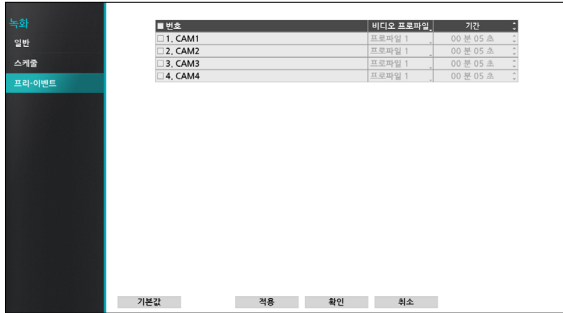 녹화
일반
스케줄
프리-이벤트
번호 비디오 프로파일 기간
1, CAM1 프로파일 1 00 분 05 초
2, CAM2 프로파일 1 00 분 05 초
3, CAM3 프로파일 1 00 분 05 초
4, CAM4 프로파일 1 00 분 05 초
기본값 적용 확인 취소